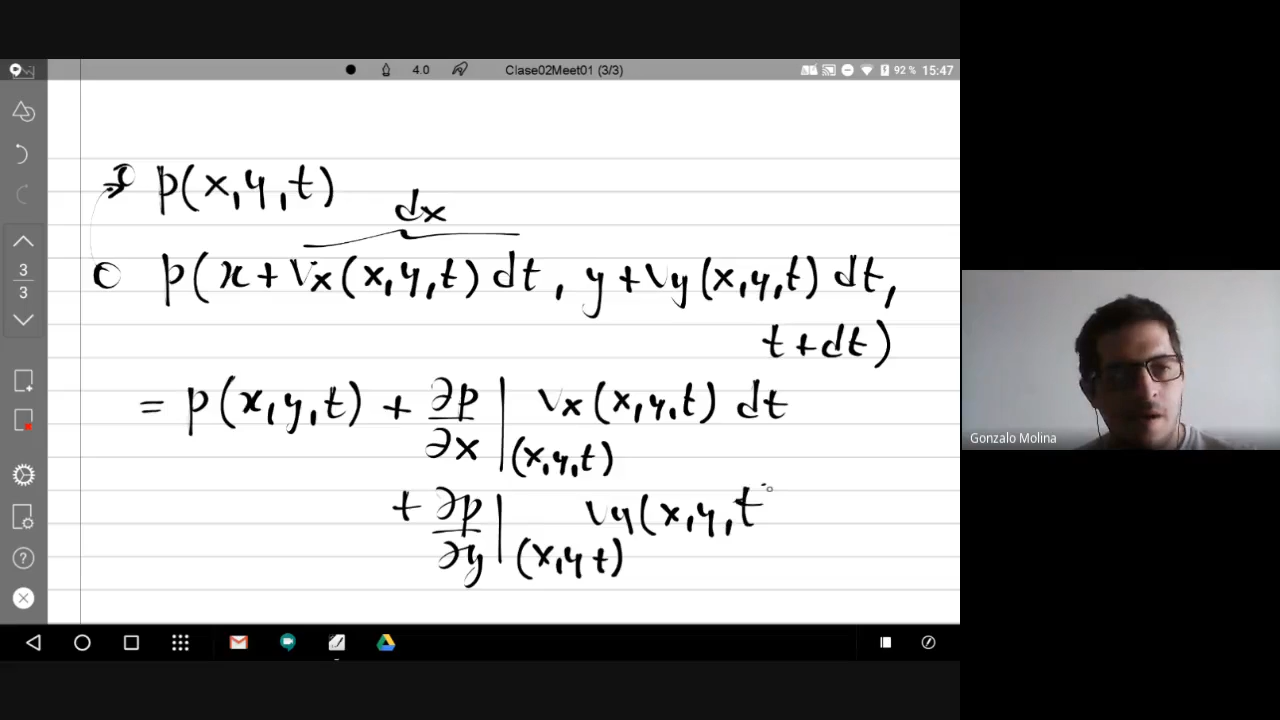 4.0 Clase02Meet01 (3/3) 92 % 15:47
p(x,y,t)
dx
p(x+Vx(x,y,t)dt, y+Vy(x,y,t)dt,
t+dt)
= p(x,y,t) + ∂p/∂x |(x,y,t) Vx(x,y,t) dt
+ ∂p/∂y |(x,y t) Vy(x,y,t
3
3
Gonzalo Molina